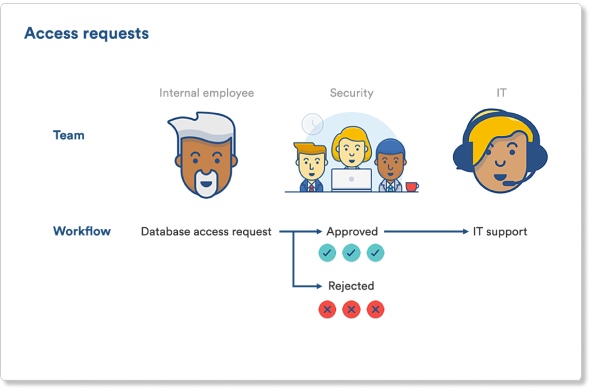 Access requests
Internal employee Security IT
Team
Workflow Database access request Approved IT support
Rejected